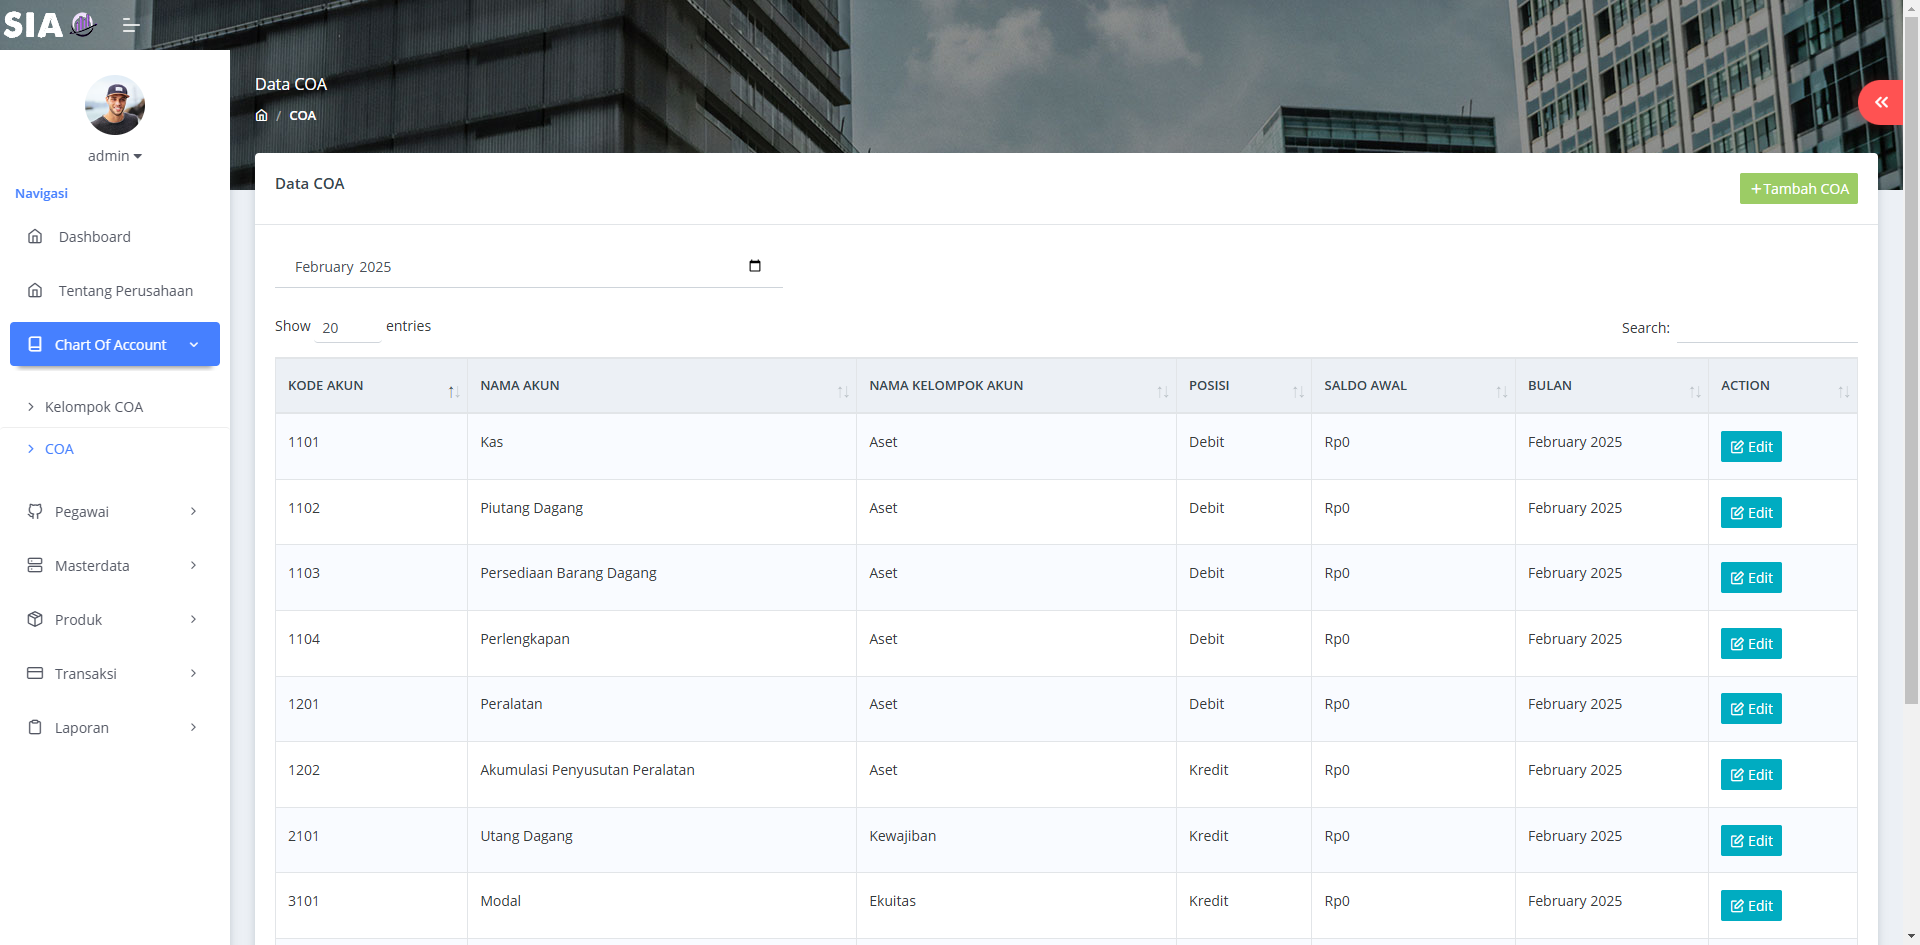 SIA
Data COA
/ COA
admin
Navigasi
Dashboard
Tentang Perusahaan
Chart Of Account
Kelompok COA
COA
Pegawai
Masterdata
Produk
Transaksi
Laporan
Data COA
+Tambah COA
February 2025
Show 20 entries
Search:
KODE AKUN NAMA AKUN NAMA KELOMPOK AKUN POSISI SALDO AWAL BULAN ACTION
1101 Kas Aset Debit Rp0 February 2025 Edit
1102 Piutang Dagang Aset Debit Rp0 February 2025 Edit
1103 Persediaan Barang Dagang Aset Debit Rp0 February 2025 Edit
1104 Perlengkapan Aset Debit Rp0 February 2025 Edit
1201 Peralatan Aset Debit Rp0 February 2025 Edit
1202 Akumulasi Penyusutan Peralatan Aset Kredit Rp0 February 2025 Edit
2101 Utang Dagang Kewajiban Kredit Rp0 February 2025 Edit
3101 Modal Ekuitas Kredit Rp0 February 2025 Edit